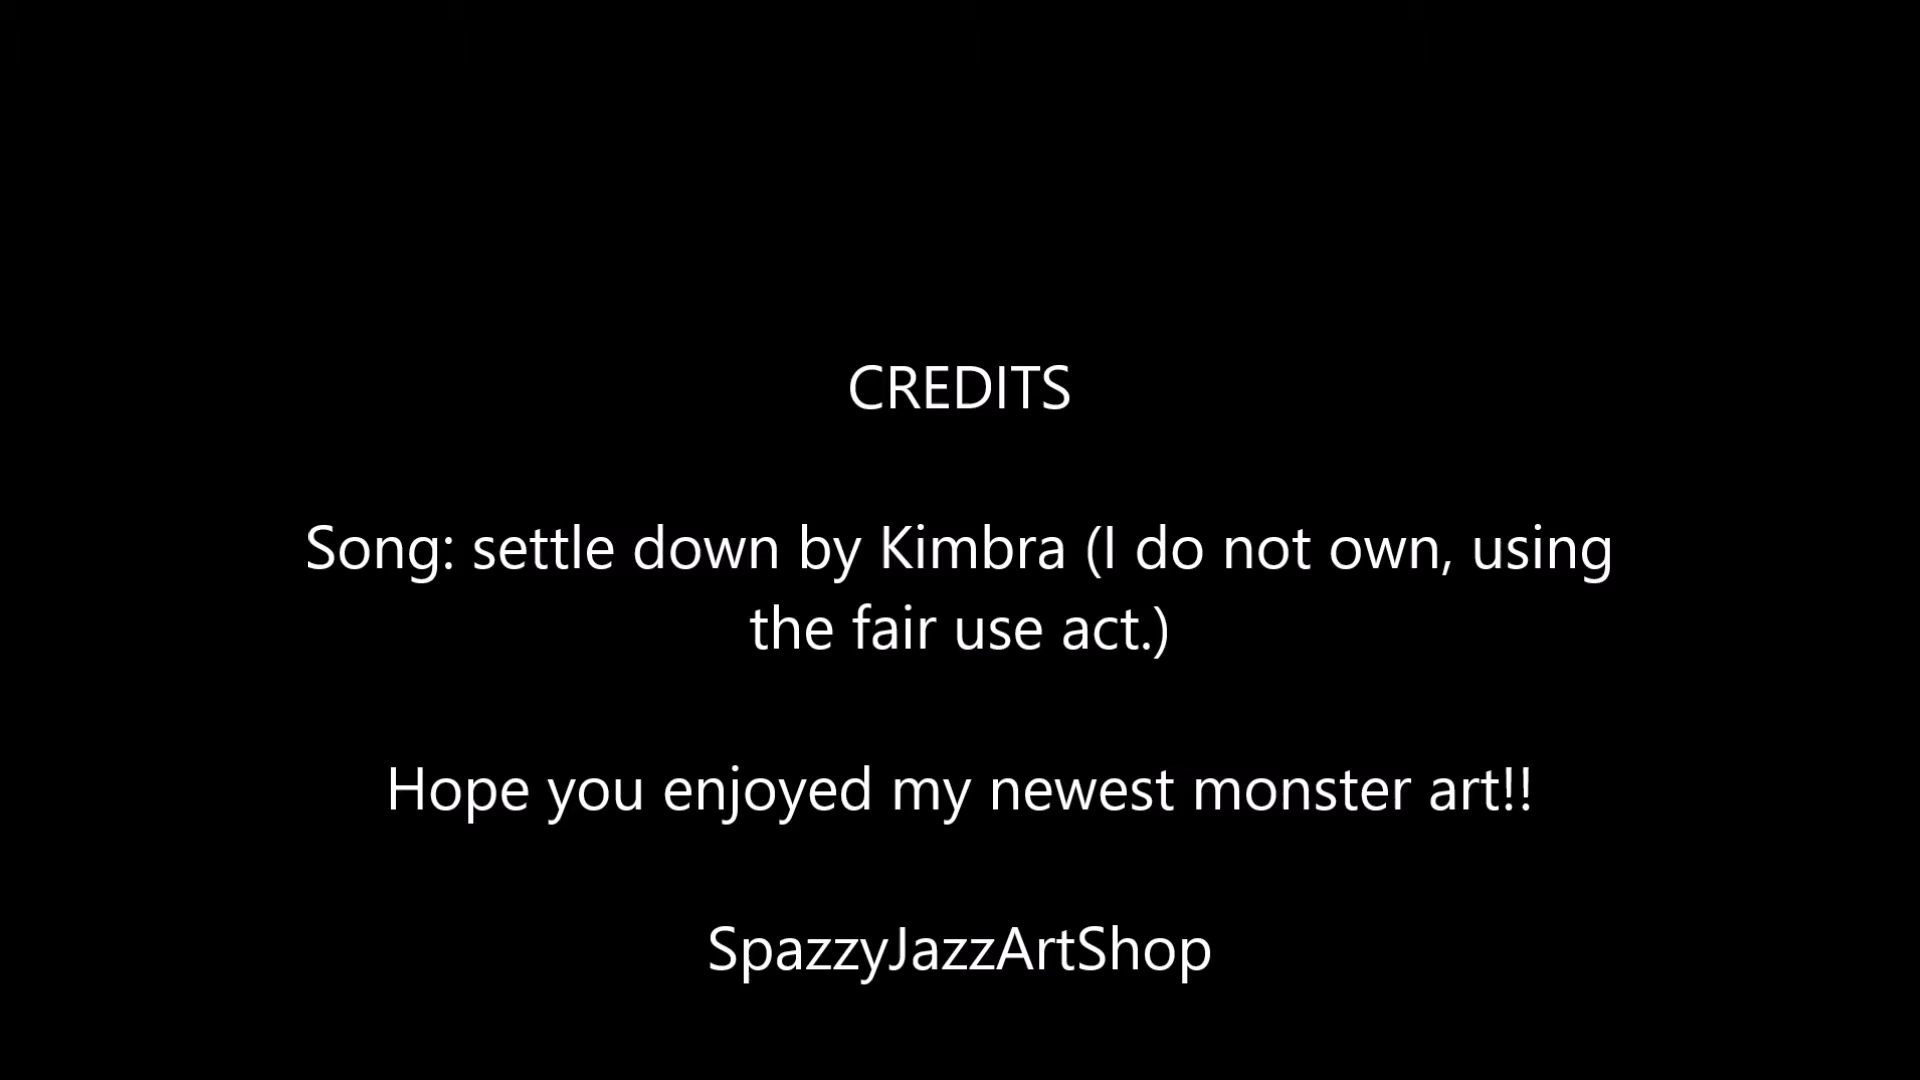 CREDITS
Song: settle down by Kimbra (I do not own, using
the fair use act.)
Hope you enjoyed my newest monster art!!
SpazzyJazzArtShop